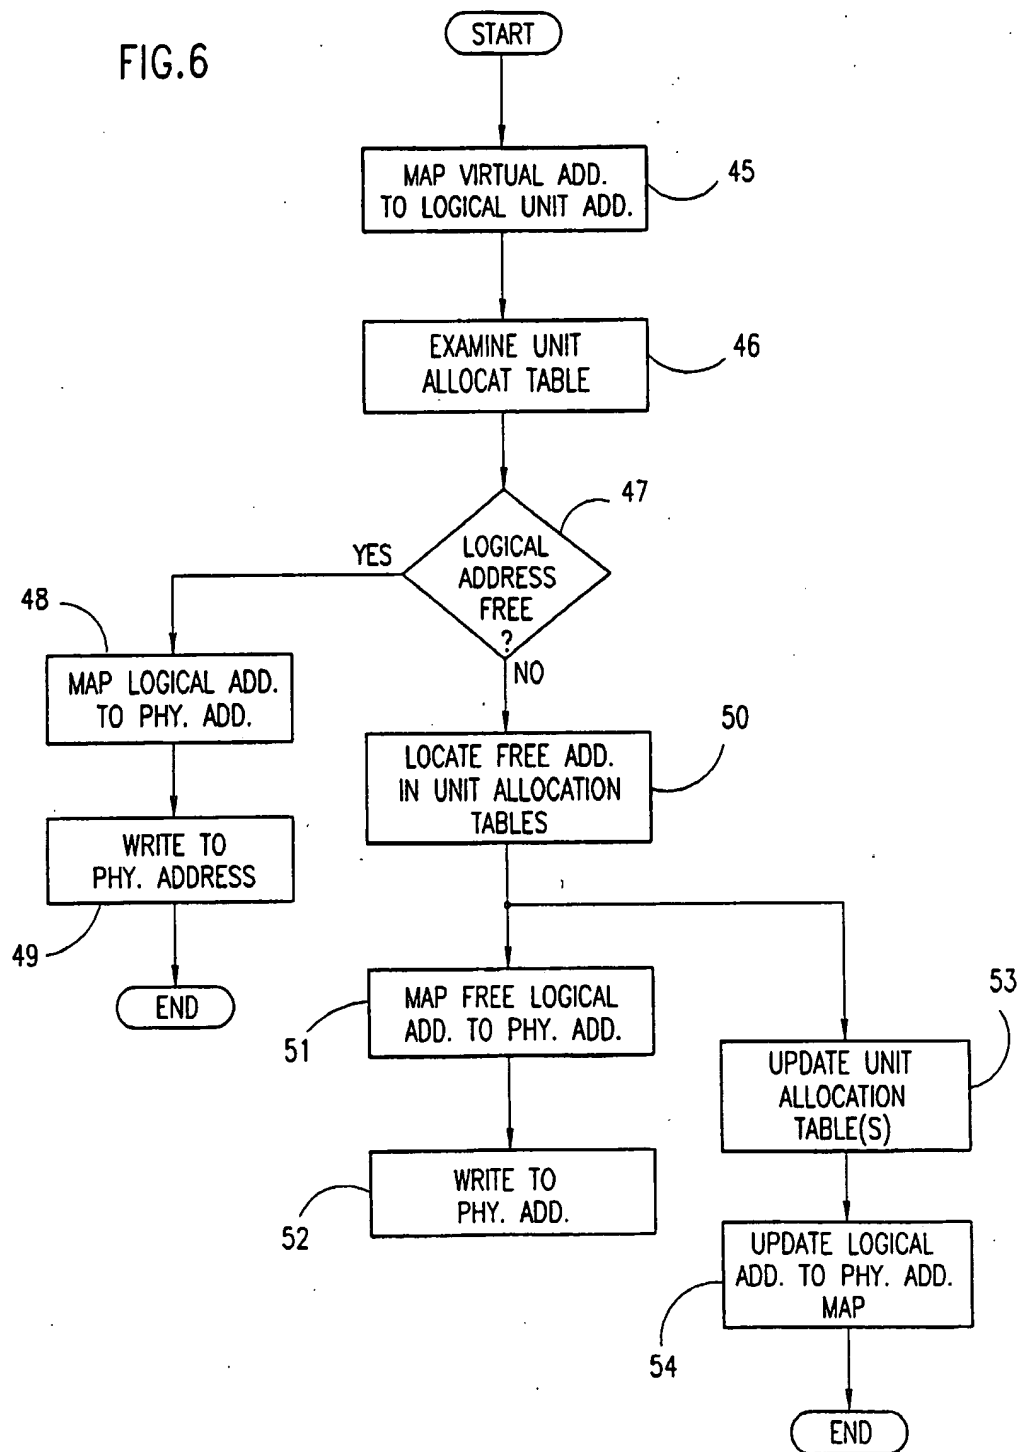 FIG.6
START
MAP VIRTUAL ADD.
TO LOGICAL UNIT ADD.
45
EXAMINE UNIT
ALLOCAT TABLE
46
47
LOGICAL
ADDRESS
FREE
?
YES
NO
48
MAP LOGICAL ADD.
TO PHY. ADD.
50
LOCATE FREE ADD.
IN UNIT ALLOCATION
TABLES
WRITE TO
PHY. ADDRESS
49
END
MAP FREE LOGICAL
ADD. TO PHY. ADD.
51
53
UPDATE UNIT
ALLOCATION
TABLE(S)
WRITE TO
PHY. ADD.
52
UPDATE LOGICAL
ADD. TO PHY. ADD.
MAP
54
END